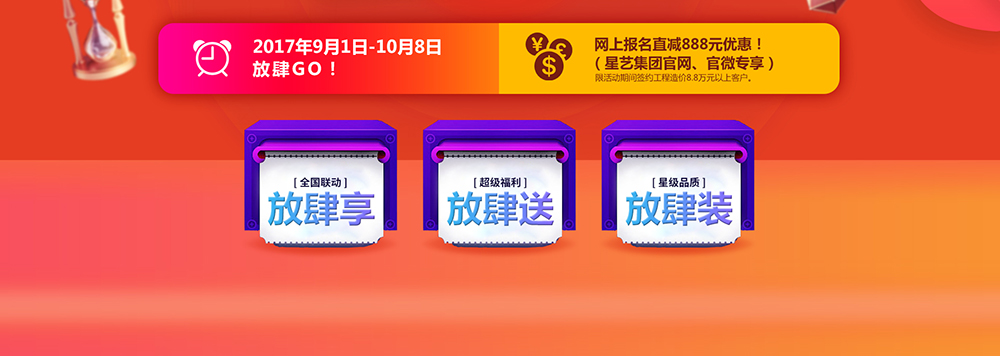 2017年9月1日-10月8日
放肆GO！
网上报名直减888元优惠！
（星艺集团官网、官微专享）
限活动期间签约工程造价8.8万元以上客户。
[ 全国联动 ]
放肆享
[ 超级福利 ]
放肆送
[ 星级品质 ]
放肆装